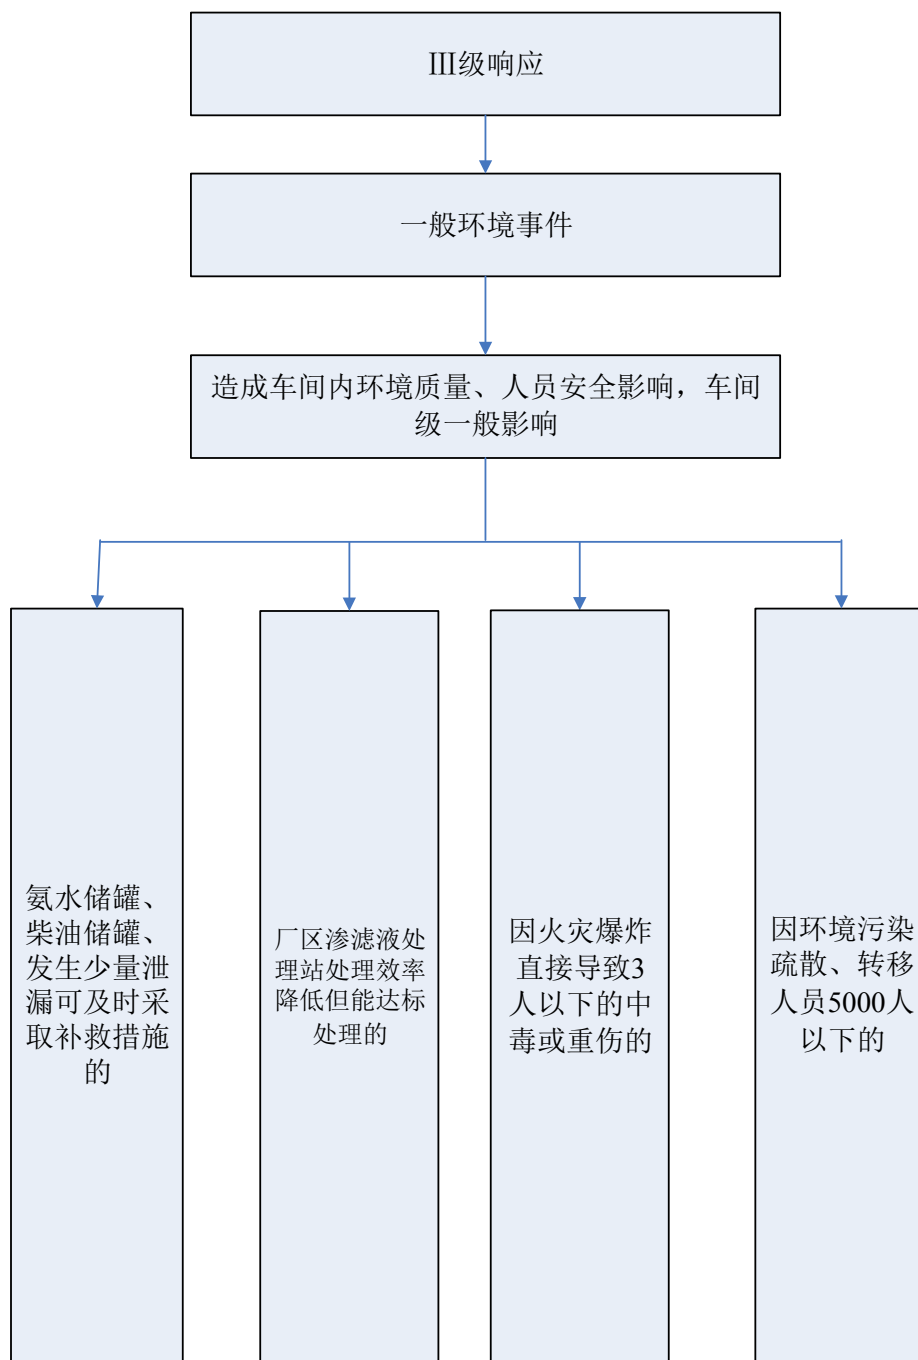 III级响应
一般环境事件
造成车间内环境质量、人员安全影响，车间
级一般影响
氨水储罐、
柴油储罐、
发生少量泄
漏可及时采
取补救措施
的
厂区渗滤液处
理站处理效率
降低但能达标
处理的
因火灾爆炸
直接导致3
人以下的中
毒或重伤的
因环境污染
疏散、转移
人员5000人
以下的